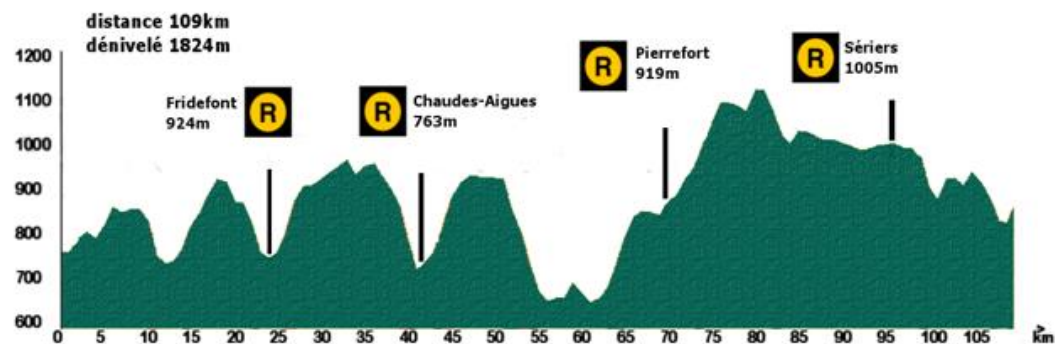 distance 109km
dénivelé 1824m
1200
1100
1000
900
800
700
600
Fridefont
924m
R
R
Chaudes-Aigues
763m
R
Pierrefort
919m
R
Sériers
1005m
0 5 10 15 20 25 30 35 40 45 50 55 60 65 70 75 80 85 90 95 100 105 km